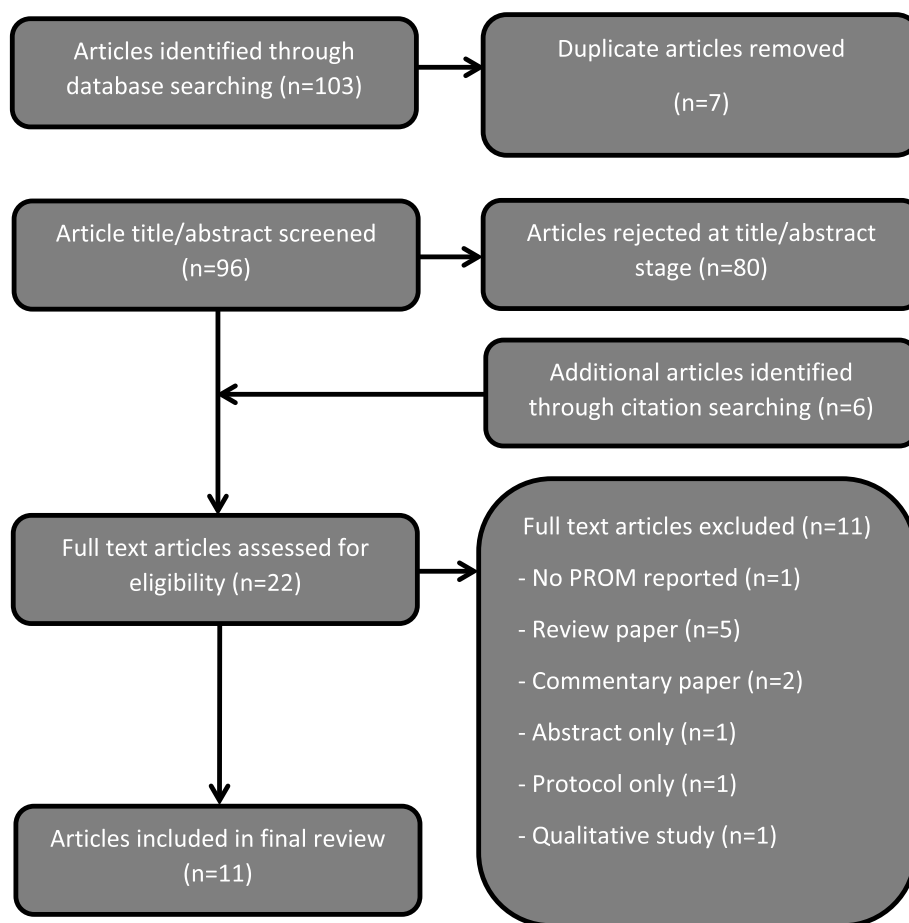 Articles identified through
database searching (n=103)
Duplicate articles removed
(n=7)
Article title/abstract screened
(n=96)
Articles rejected at title/abstract
stage (n=80)
Additional articles identified
through citation searching (n=6)
Full text articles assessed for
eligibility (n=22)
Full text articles excluded (n=11)
- No PROM reported (n=1)
- Review paper (n=5)
- Commentary paper (n=2)
- Abstract only (n=1)
- Protocol only (n=1)
- Qualitative study (n=1)
Articles included in final review
(n=11)